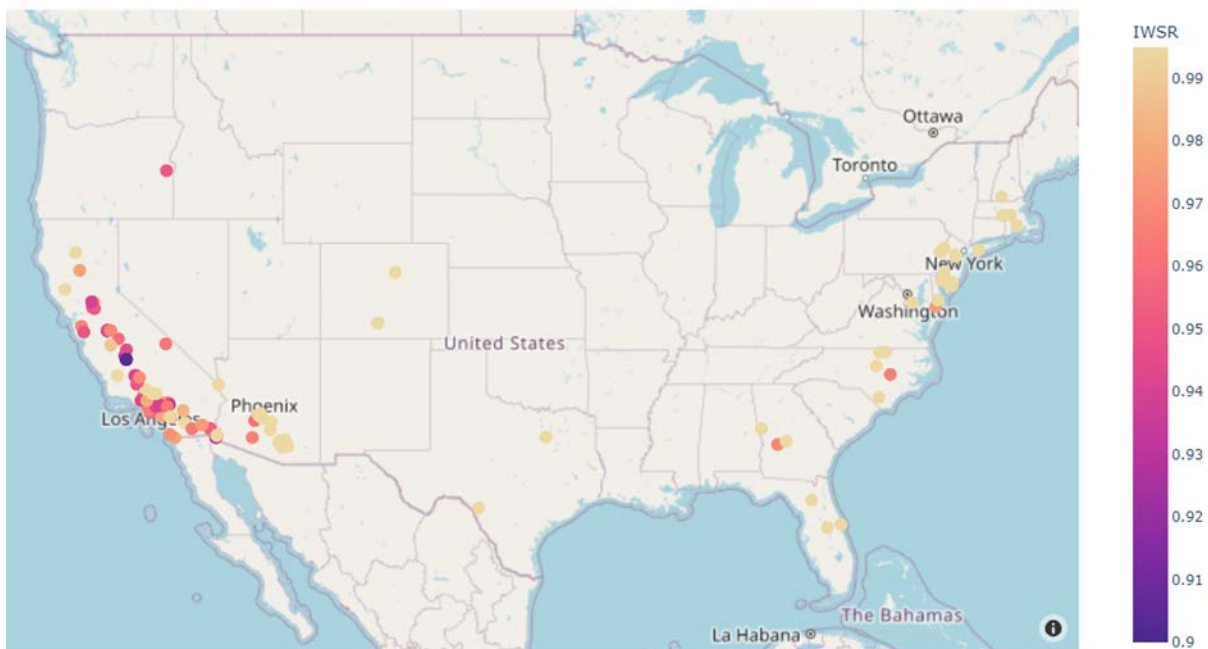 IWSR
0.99
0.98
0.97
0.96
0.95
0.94
0.93
0.92
0.91
0.9
Ottawa
Toronto
New York
Washington
United States
Phoenix
Los Angeles
The Bahamas
La Habana
i